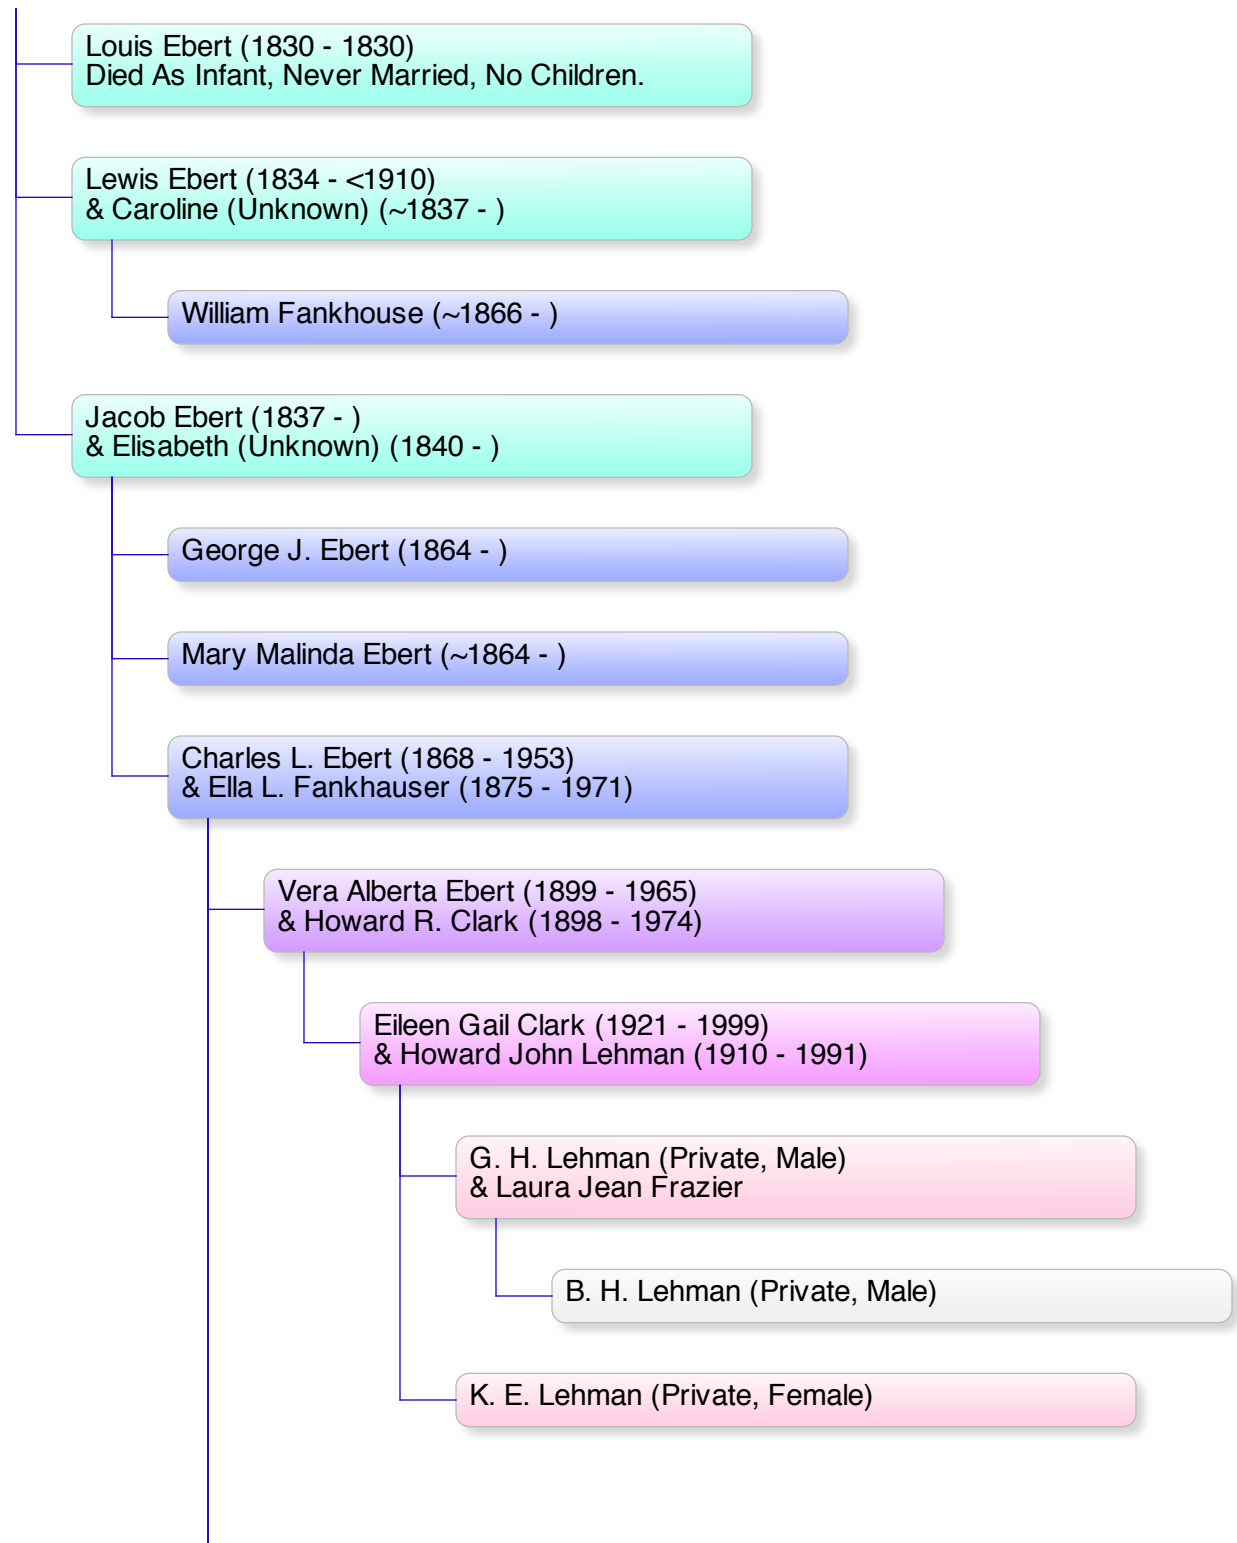 Louis Ebert (1830 - 1830)
Died As Infant, Never Married, No Children.
Lewis Ebert (1834 - <1910)
& Caroline (Unknown) (~1837 - )
William Fankhouse (~1866 - )
Jacob Ebert (1837 - )
& Elisabeth (Unknown) (1840 - )
George J. Ebert (1864 - )
Mary Malinda Ebert (~1864 - )
Charles L. Ebert (1868 - 1953)
& Ella L. Fankhauser (1875 - 1971)
Vera Alberta Ebert (1899 - 1965)
& Howard R. Clark (1898 - 1974)
Eileen Gail Clark (1921 - 1999)
& Howard John Lehman (1910 - 1991)
G. H. Lehman (Private, Male)
& Laura Jean Frazier
B. H. Lehman (Private, Male)
K. E. Lehman (Private, Female)